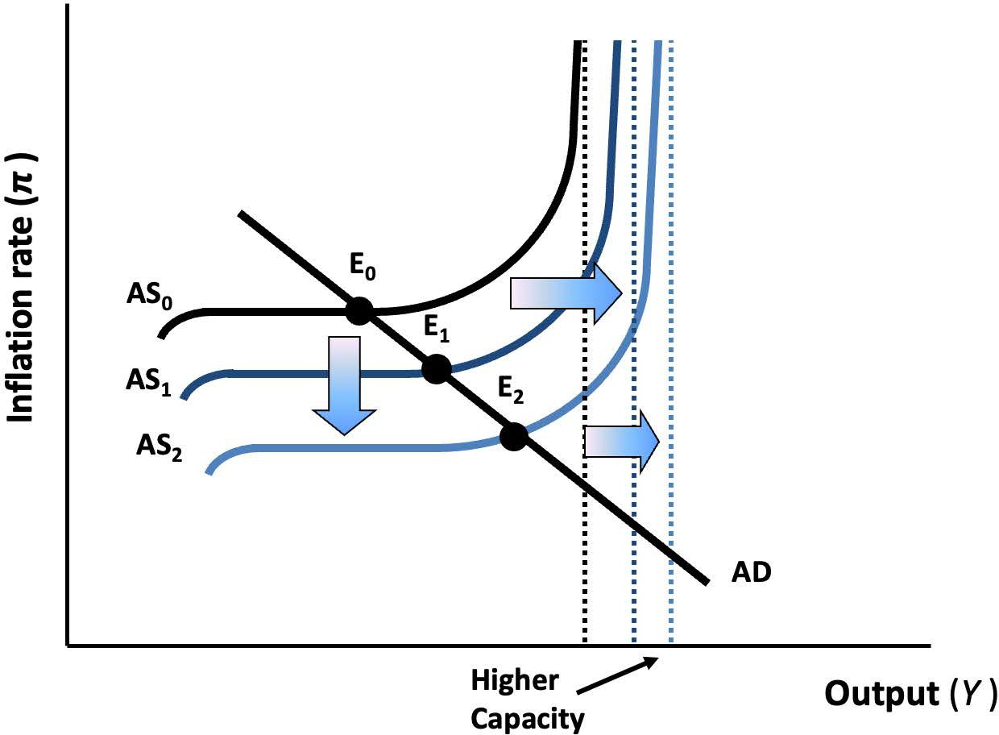 Inflation rate (π)
E₀
AS₀
E₁
AS₁
E₂
AS₂
AD
Higher
Capacity
Output (Y)